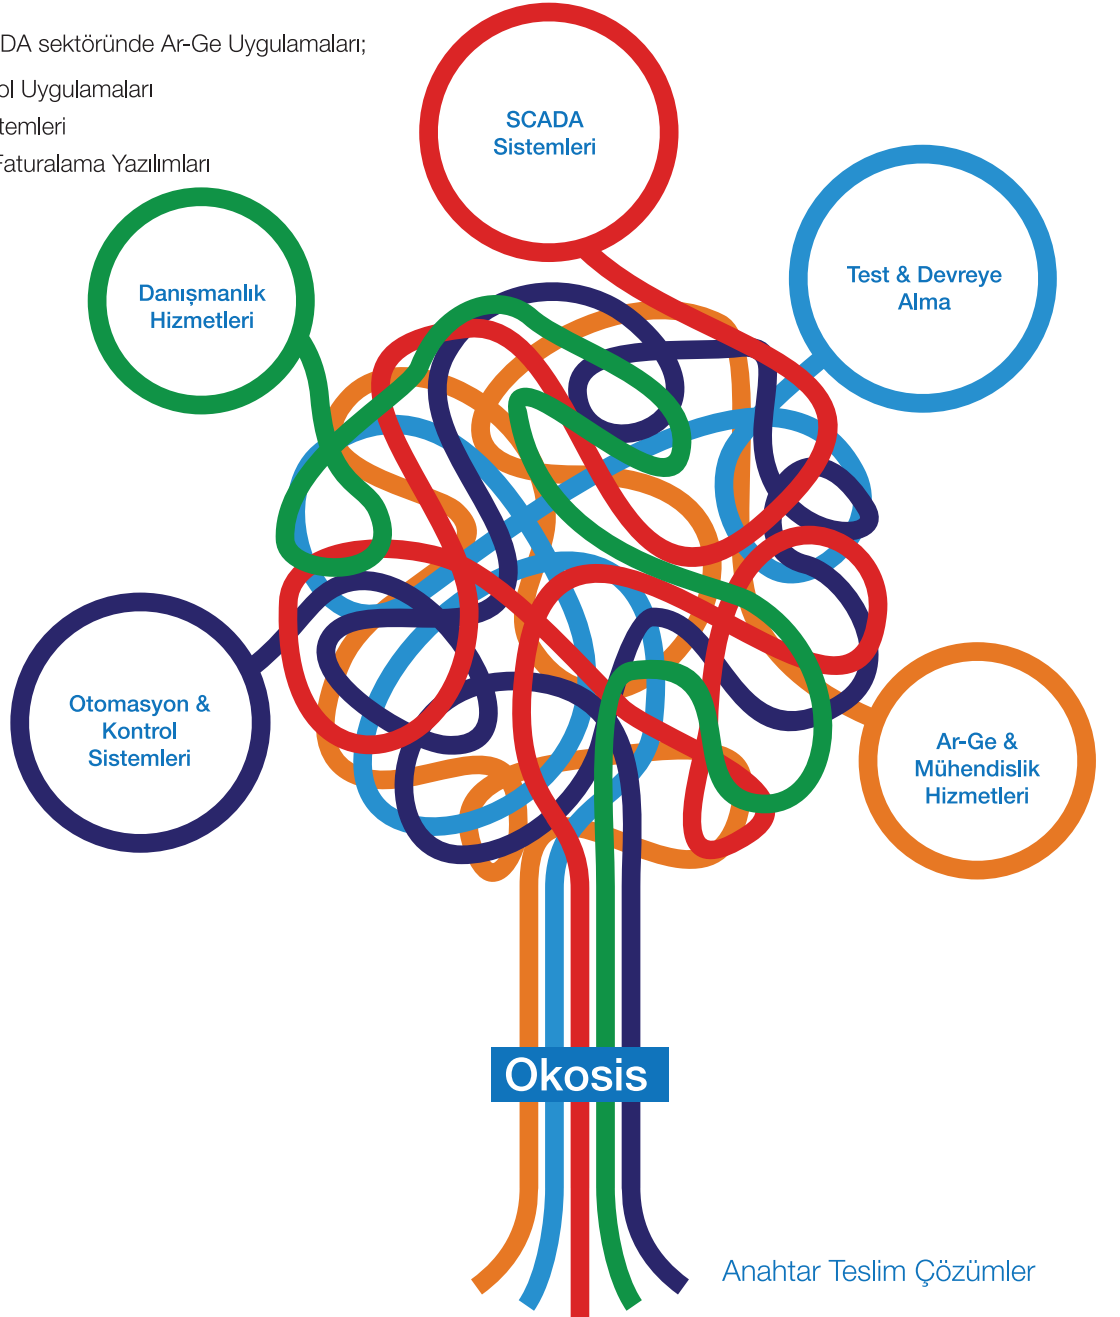 DA sektöründe Ar-Ge Uygulamaları;
ol Uygulamaları
temleri
Faturalama Yazılımları
SCADA
Sistemleri
Test & Devreye
Alma
Danışmanlık
Hizmetleri
Otomasyon &
Kontrol
Sistemleri
Ar-Ge &
Mühendislik
Hizmetleri
Okosis
Anahtar Teslim Çözümler